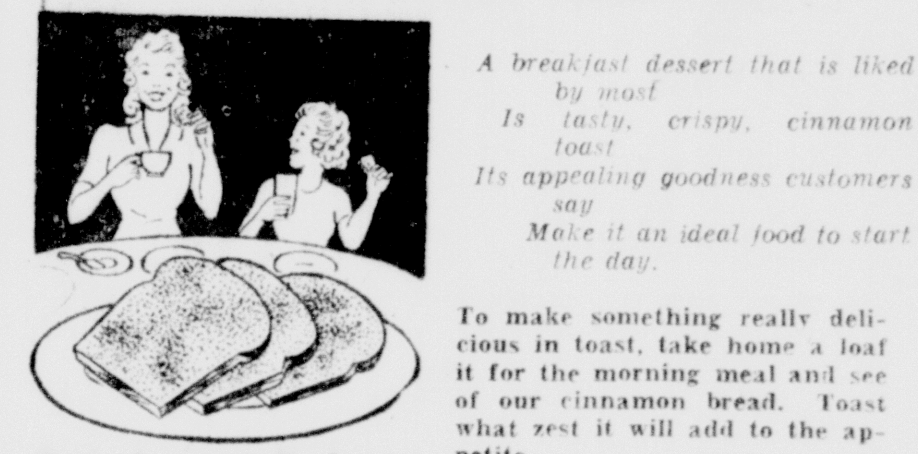 A breakfast dessert that is liked
by most
Is tasty, crispy, cinnamon
toast
Its appealing goodness customers
say
Make it an ideal food to start
the day.
To make something really deli-
cious in toast, take home a loaf
it for the morning meal and see
of our cinnamon bread. Toast
what zest it will add to the ap-
petite